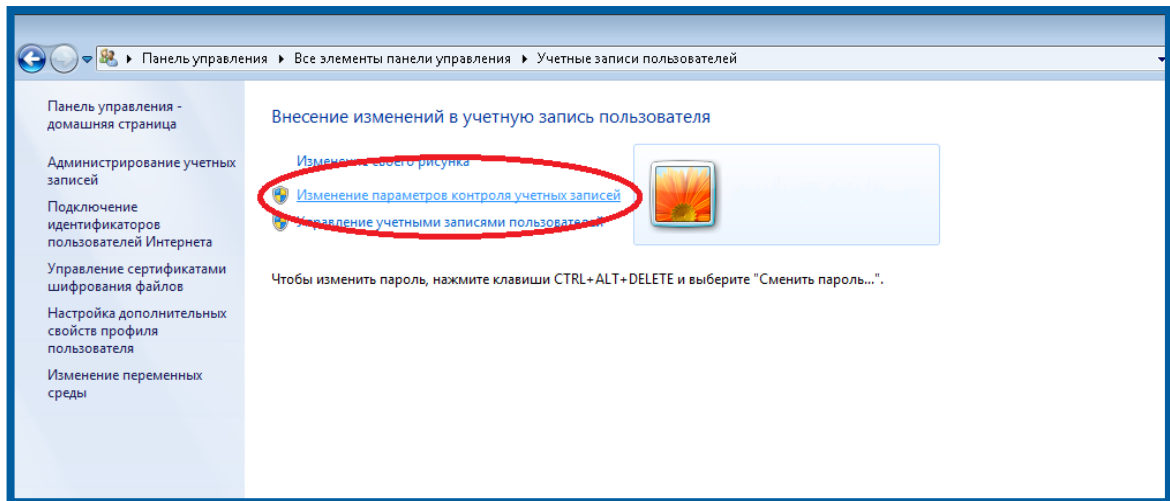 Панель управления ▸ Все элементы панели управления ▸ Учетные записи пользователей
Панель управления -
домашняя страница
Администрирование учетных
записей
Подключение
идентификаторов
пользователей Интернета
Управление сертификатами
шифрования файлов
Настройка дополнительных
свойств профиля
пользователя
Изменение переменных
среды
Внесение изменений в учетную запись пользователя
Изменение своего рисунка
Изменение параметров контроля учетных записей
Управление учетными записями пользователей
Чтобы изменить пароль, нажмите клавиши CTRL+ALT+DELETE и выберите "Сменить пароль...".